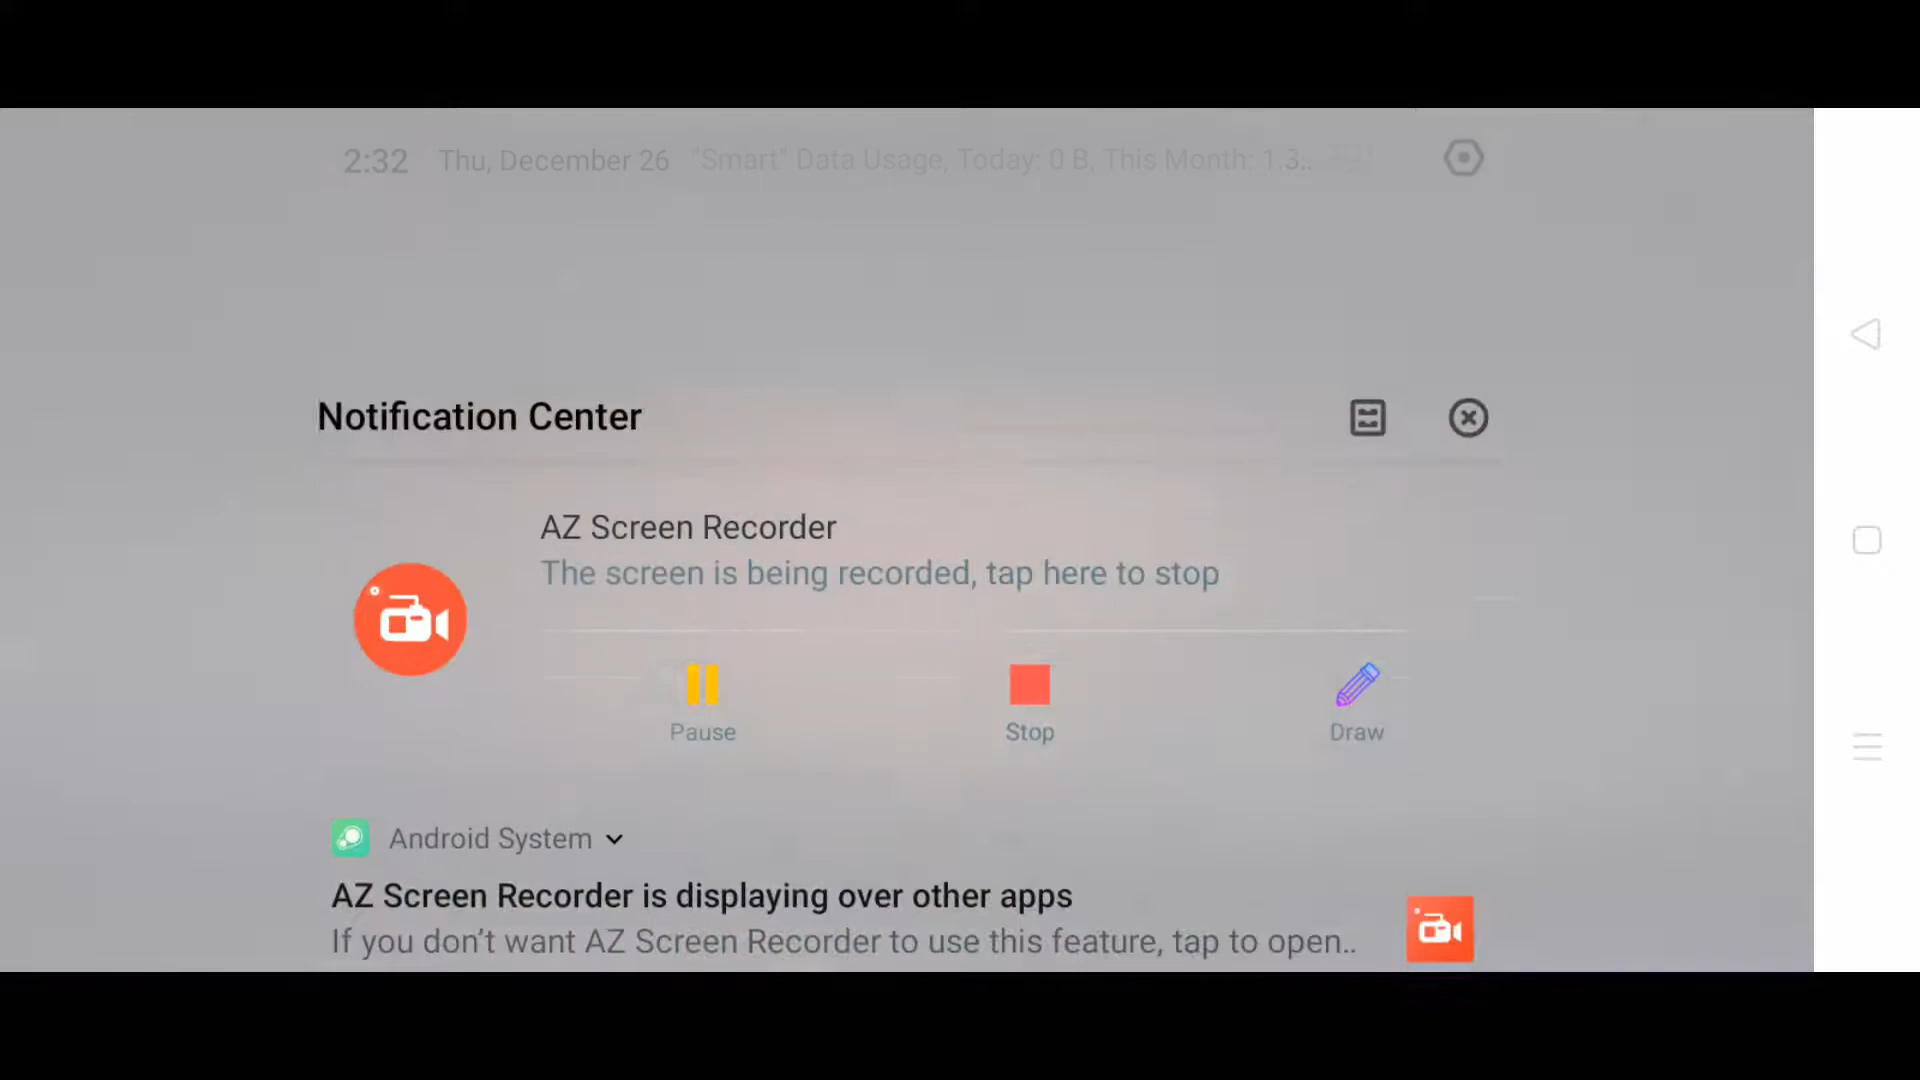 2:32 Thu, December 26 "Smart" Data Usage, Today: 0 B, This Month: 1.3..
Notification Center
AZ Screen Recorder
The screen is being recorded, tap here to stop
Pause Stop Draw
Android System
AZ Screen Recorder is displaying over other apps
If you don't want AZ Screen Recorder to use this feature, tap to open..